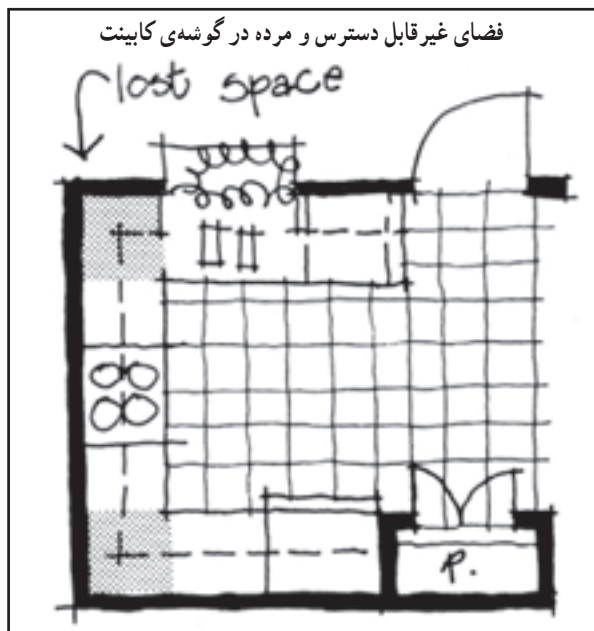 فضای غیرقابل دسترس و مرده در گوشه‌ی کابینت
lost space
P.